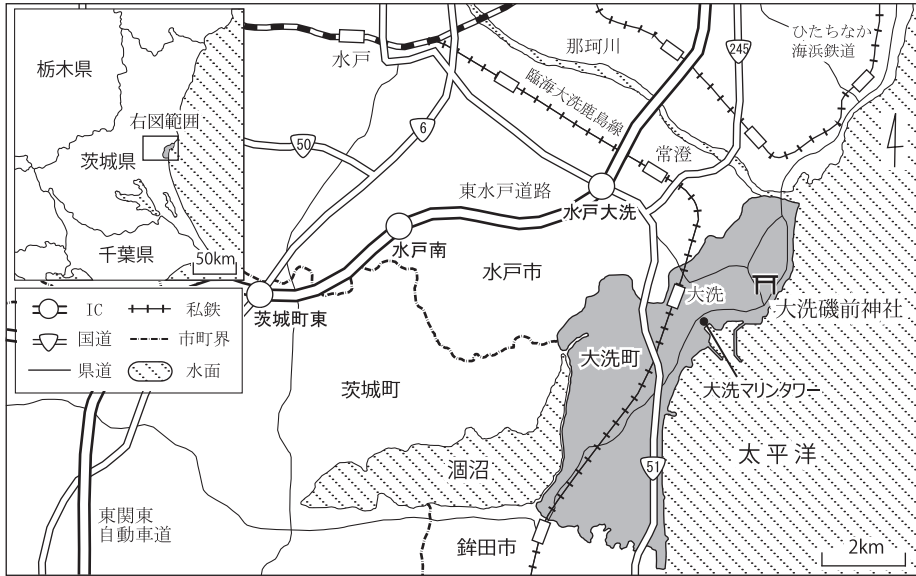 栃木県
右図範囲
茨城県
千葉県
50km
IC
私鉄
国道
市町界
県道
水面
水戸
那珂川
245
ひたちなか
海浜鉄道
臨海大洗鹿島線
6
50
常澄
東水戸道路
水戸大洗
水戸南
水戸市
茨城町東
大洗
大洗磯前神社
大洗町
大洗マリンタワー
茨城町
涸沼
51
太平洋
東関東
自動車道
鉾田市
2km